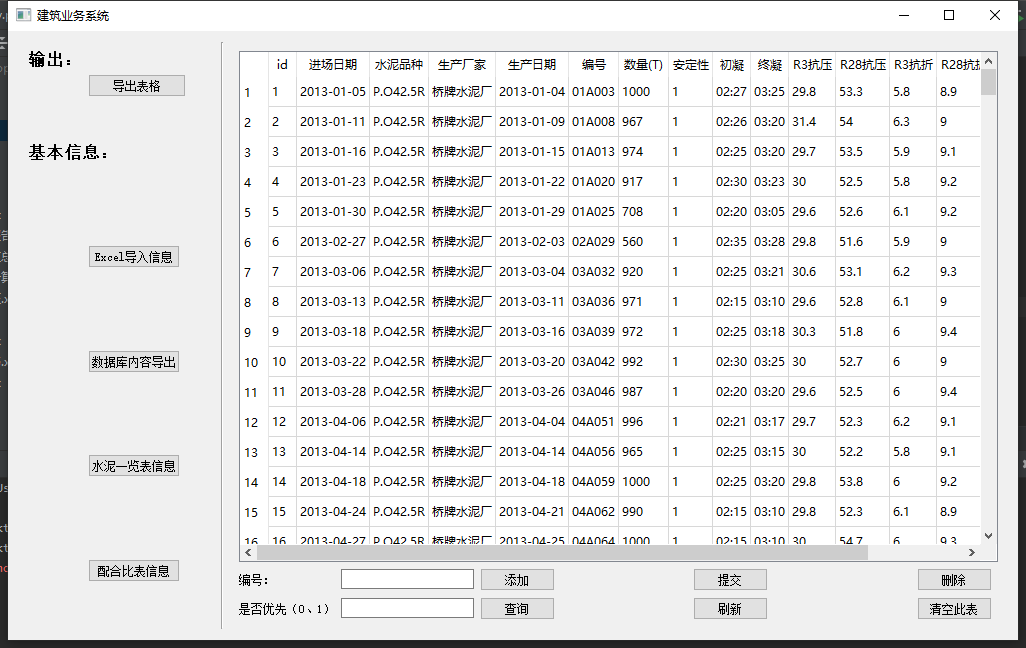 建筑业务系统
输出：
导出表格
基本信息：
Excel导入信息
数据库内容导出
水泥一览表信息
配合比表信息
id 进场日期 水泥品种 生产厂家 生产日期 编号 数量(T) 安定性 初凝 终凝 R3抗压 R28抗压 R3抗折 R28抗
1 1 2013-01-05 P.O42.5R 桥牌水泥厂 2013-01-04 01A003 1000 1 02:27 03:25 29.8 53.3 5.8 8.9
2 2 2013-01-11 P.O42.5R 桥牌水泥厂 2013-01-09 01A008 967 1 02:26 03:20 31.4 54 6.3 9
3 3 2013-01-16 P.O42.5R 桥牌水泥厂 2013-01-15 01A013 974 1 02:25 03:20 29.7 53.5 5.9 9.1
4 4 2013-01-23 P.O42.5R 桥牌水泥厂 2013-01-22 01A020 917 1 02:30 03:23 30 52.5 5.8 9.2
5 5 2013-01-30 P.O42.5R 桥牌水泥厂 2013-01-29 01A025 708 1 02:20 03:05 29.6 52.6 6.1 9.2
6 6 2013-02-27 P.O42.5R 桥牌水泥厂 2013-02-03 02A029 560 1 02:35 03:28 29.8 51.6 5.9 9
7 7 2013-03-06 P.O42.5R 桥牌水泥厂 2013-03-04 03A032 920 1 02:25 03:21 30.6 53.1 6.2 9.3
8 8 2013-03-13 P.O42.5R 桥牌水泥厂 2013-03-11 03A036 971 1 02:15 03:10 29.6 52.8 6.1 9
9 9 2013-03-18 P.O42.5R 桥牌水泥厂 2013-03-16 03A039 972 1 02:25 03:18 30.3 51.8 6 9.4
10 10 2013-03-22 P.O42.5R 桥牌水泥厂 2013-03-20 03A042 992 1 02:30 03:25 30 52.7 6 9
11 11 2013-03-28 P.O42.5R 桥牌水泥厂 2013-03-26 03A046 987 1 02:20 03:20 29.6 52.5 6 9.4
12 12 2013-04-06 P.O42.5R 桥牌水泥厂 2013-04-04 04A051 996 1 02:21 03:17 29.7 52.3 6.2 9.1
13 13 2013-04-14 P.O42.5R 桥牌水泥厂 2013-04-14 04A056 965 1 02:25 03:15 30 52.2 5.8 9.1
14 14 2013-04-18 P.O42.5R 桥牌水泥厂 2013-04-18 04A059 1000 1 02:25 03:20 29.8 53.8 6 9.2
15 15 2013-04-24 P.O42.5R 桥牌水泥厂 2013-04-21 04A062 990 1 02:15 03:10 29.8 52.3 6.1 8.9
16 16 2013-04-27 P.O42.5R 桥牌水泥厂 2013-04-25 04A064 1000 1 02:15 03:10 30 54.7 6 9.3
编号： 添加 提交 删除
是否优先（0、1） 查询 刷新 清空此表